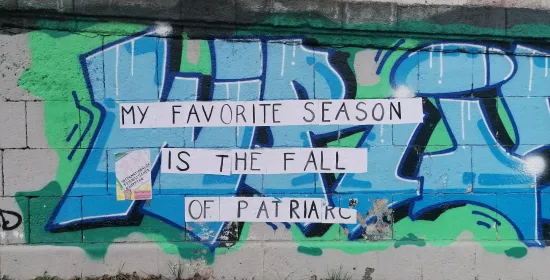 MY FAVORITE SEASON
IS THE FALL
OF PATRIARC